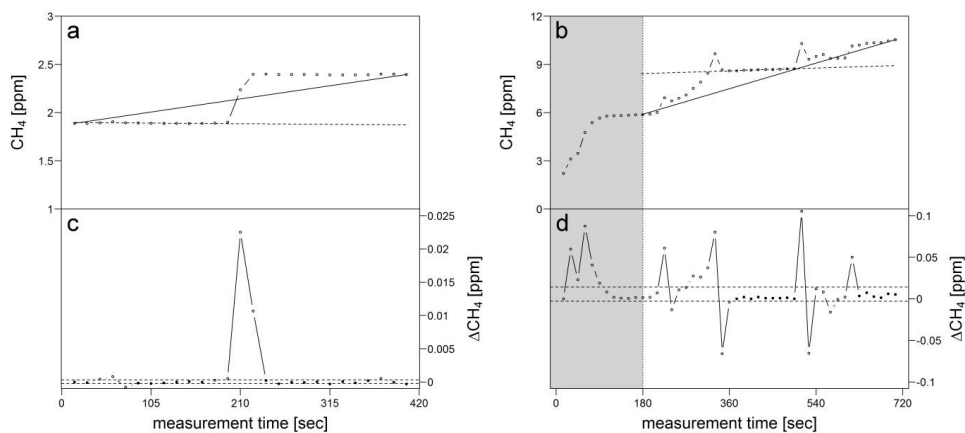 a
b
3
2.5
2
1.5
1
CH4 [ppm]
12
9
6
3
0
CH4 [ppm]
c
d
0.025
0.02
0.015
0.01
0.005
0
ΔCH4 [ppm]
0.1
0.05
0
-0.05
-0.1
ΔCH4 [ppm]
0 105 210 315 420
measurement time [sec]
0 180 360 540 720
measurement time [sec]